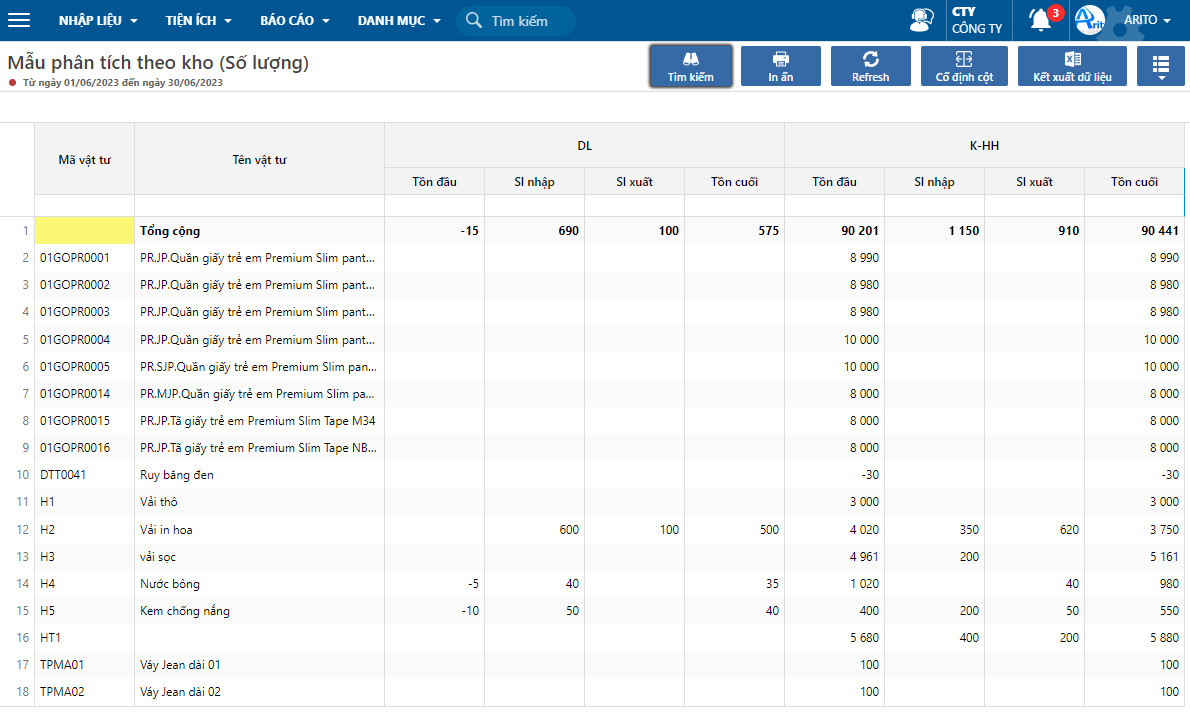 NHẬP LIỆU TIỆN ÍCH BÁO CÁO DANH MỤC Tìm kiếm CTY CÔNG TY 3 Arit ARITO
Mẫu phân tích theo kho (Số lượng)
Từ ngày 01/06/2023 đến ngày 30/06/2023
Tìm kiếm In ấn Refresh Cố định cột Kết xuất dữ liệu
Mã vật tư Tên vật tư DL K-HH
Tồn đầu Sl nhập Sl xuất Tồn cuối Tồn đầu Sl nhập Sl xuất Tồn cuối
1 Tổng cộng -15 690 100 575 90 201 1 150 910 90 441
2 01GOPR0001 PR.JP.Quần giấy trẻ em Premium Slim pant... 8 990 8 990
3 01GOPR0002 PR.JP.Quần giấy trẻ em Premium Slim pant... 8 980 8 980
4 01GOPR0003 PR.JP.Quần giấy trẻ em Premium Slim pant... 8 980 8 980
5 01GOPR0004 PR.JP.Quần giấy trẻ em Premium Slim pant... 10 000 10 000
6 01GOPR0005 PR.SJP.Quần giấy trẻ em Premium Slim pan... 10 000 10 000
7 01GOPR0014 PR.MJP.Quần giấy trẻ em Premium Slim pa... 8 000 8 000
8 01GOPR0015 PR.JP.Tã giấy trẻ em Premium Slim Tape M34 8 000 8 000
9 01GOPR0016 PR.JP.Tã giấy trẻ em Premium Slim Tape NB... 8 000 8 000
10 DTT0041 Ruy băng đen -30 -30
11 H1 Vải thô 3 000 3 000
12 H2 Vải in hoa 600 100 500 4 020 350 620 3 750
13 H3 vải sọc 4 961 200 5 161
14 H4 Nước bông -5 40 35 1 020 40 980
15 H5 Kem chống nắng -10 50 40 400 200 50 550
16 HT1 5 680 400 200 5 880
17 TPMA01 Váy Jean dài 01 100 100
18 TPMA02 Váy Jean dài 02 100 100